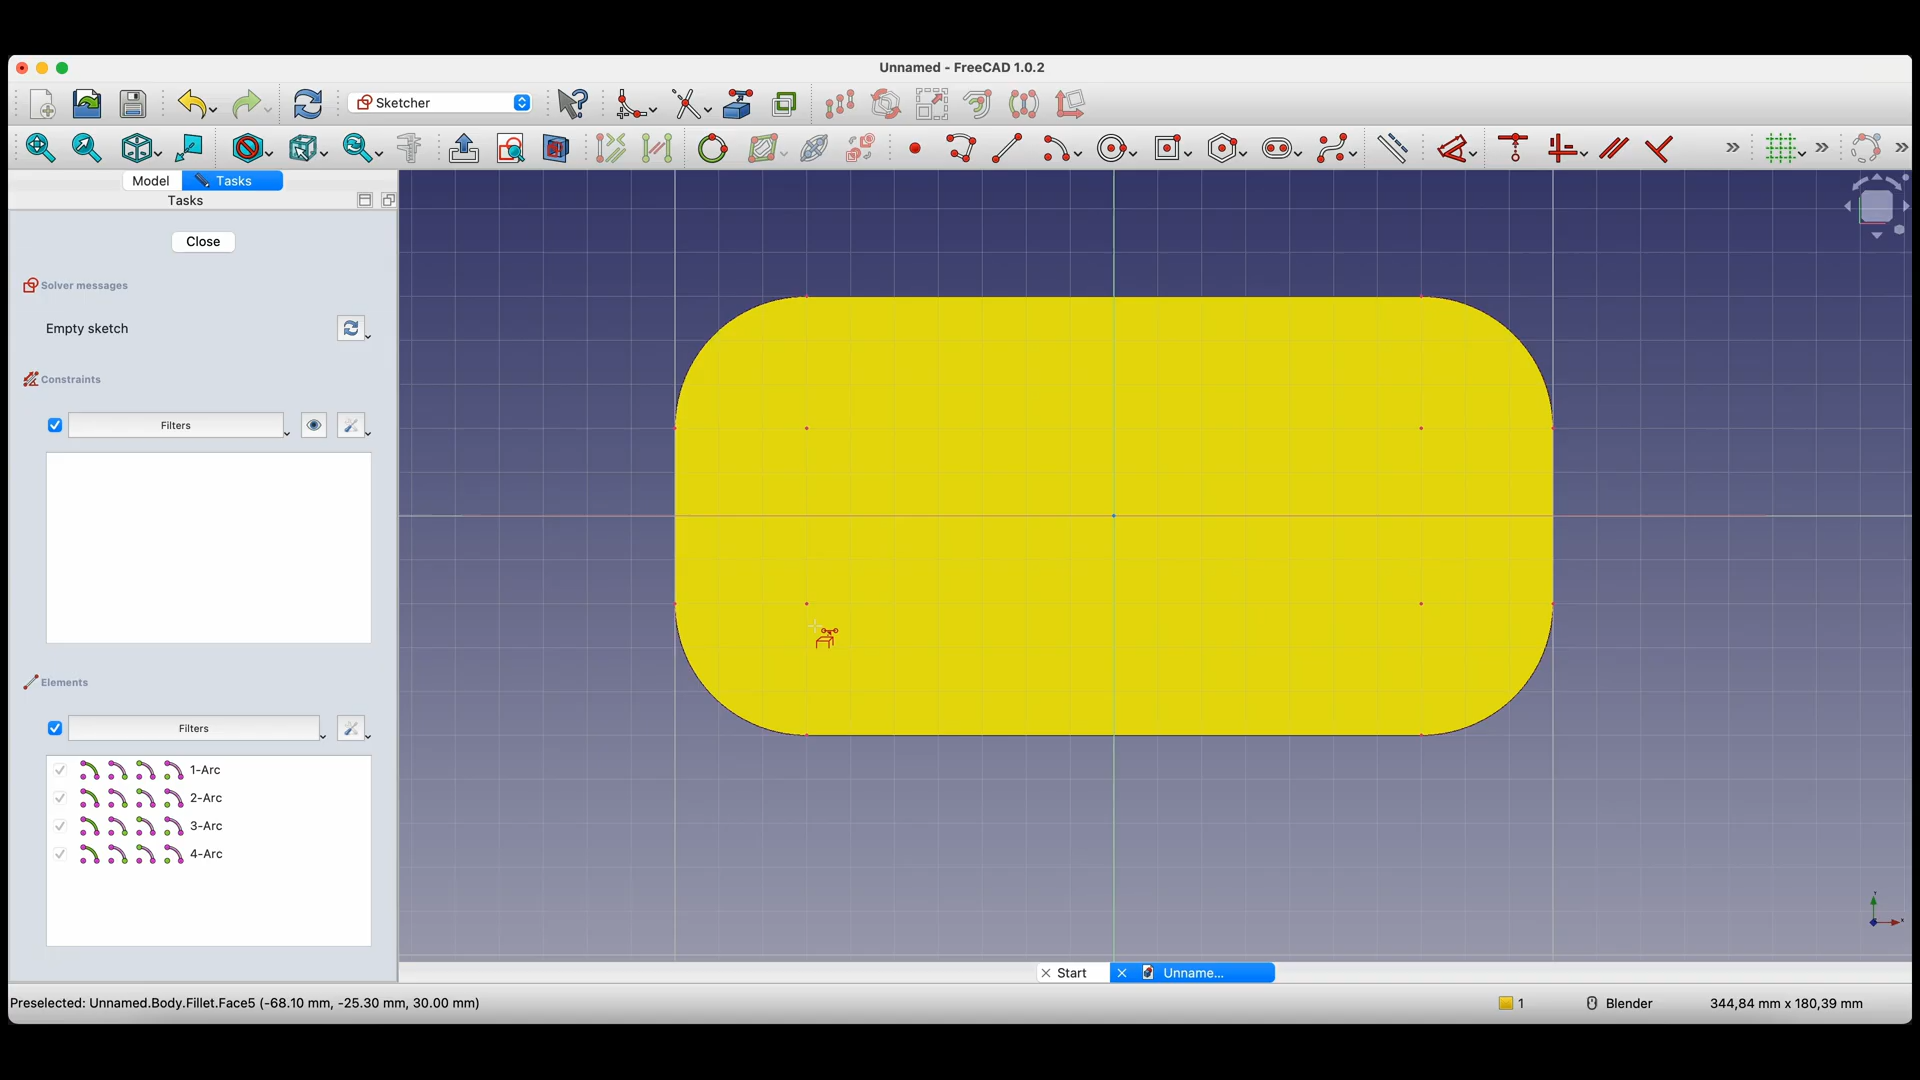 Unnamed - FreeCAD 1.0.2
Sketcher
Model
Tasks
Tasks
Close
Solver messages
Empty sketch
Constraints
Filters
Elements
Filters
1-Arc
2-Arc
3-Arc
4-Arc
Start
Unname...
Preselected: Unnamed.Body.Fillet.Face5 (-68.10 mm, -25.30 mm, 30.00 mm)
1
Blender
344,84 mm x 180,39 mm